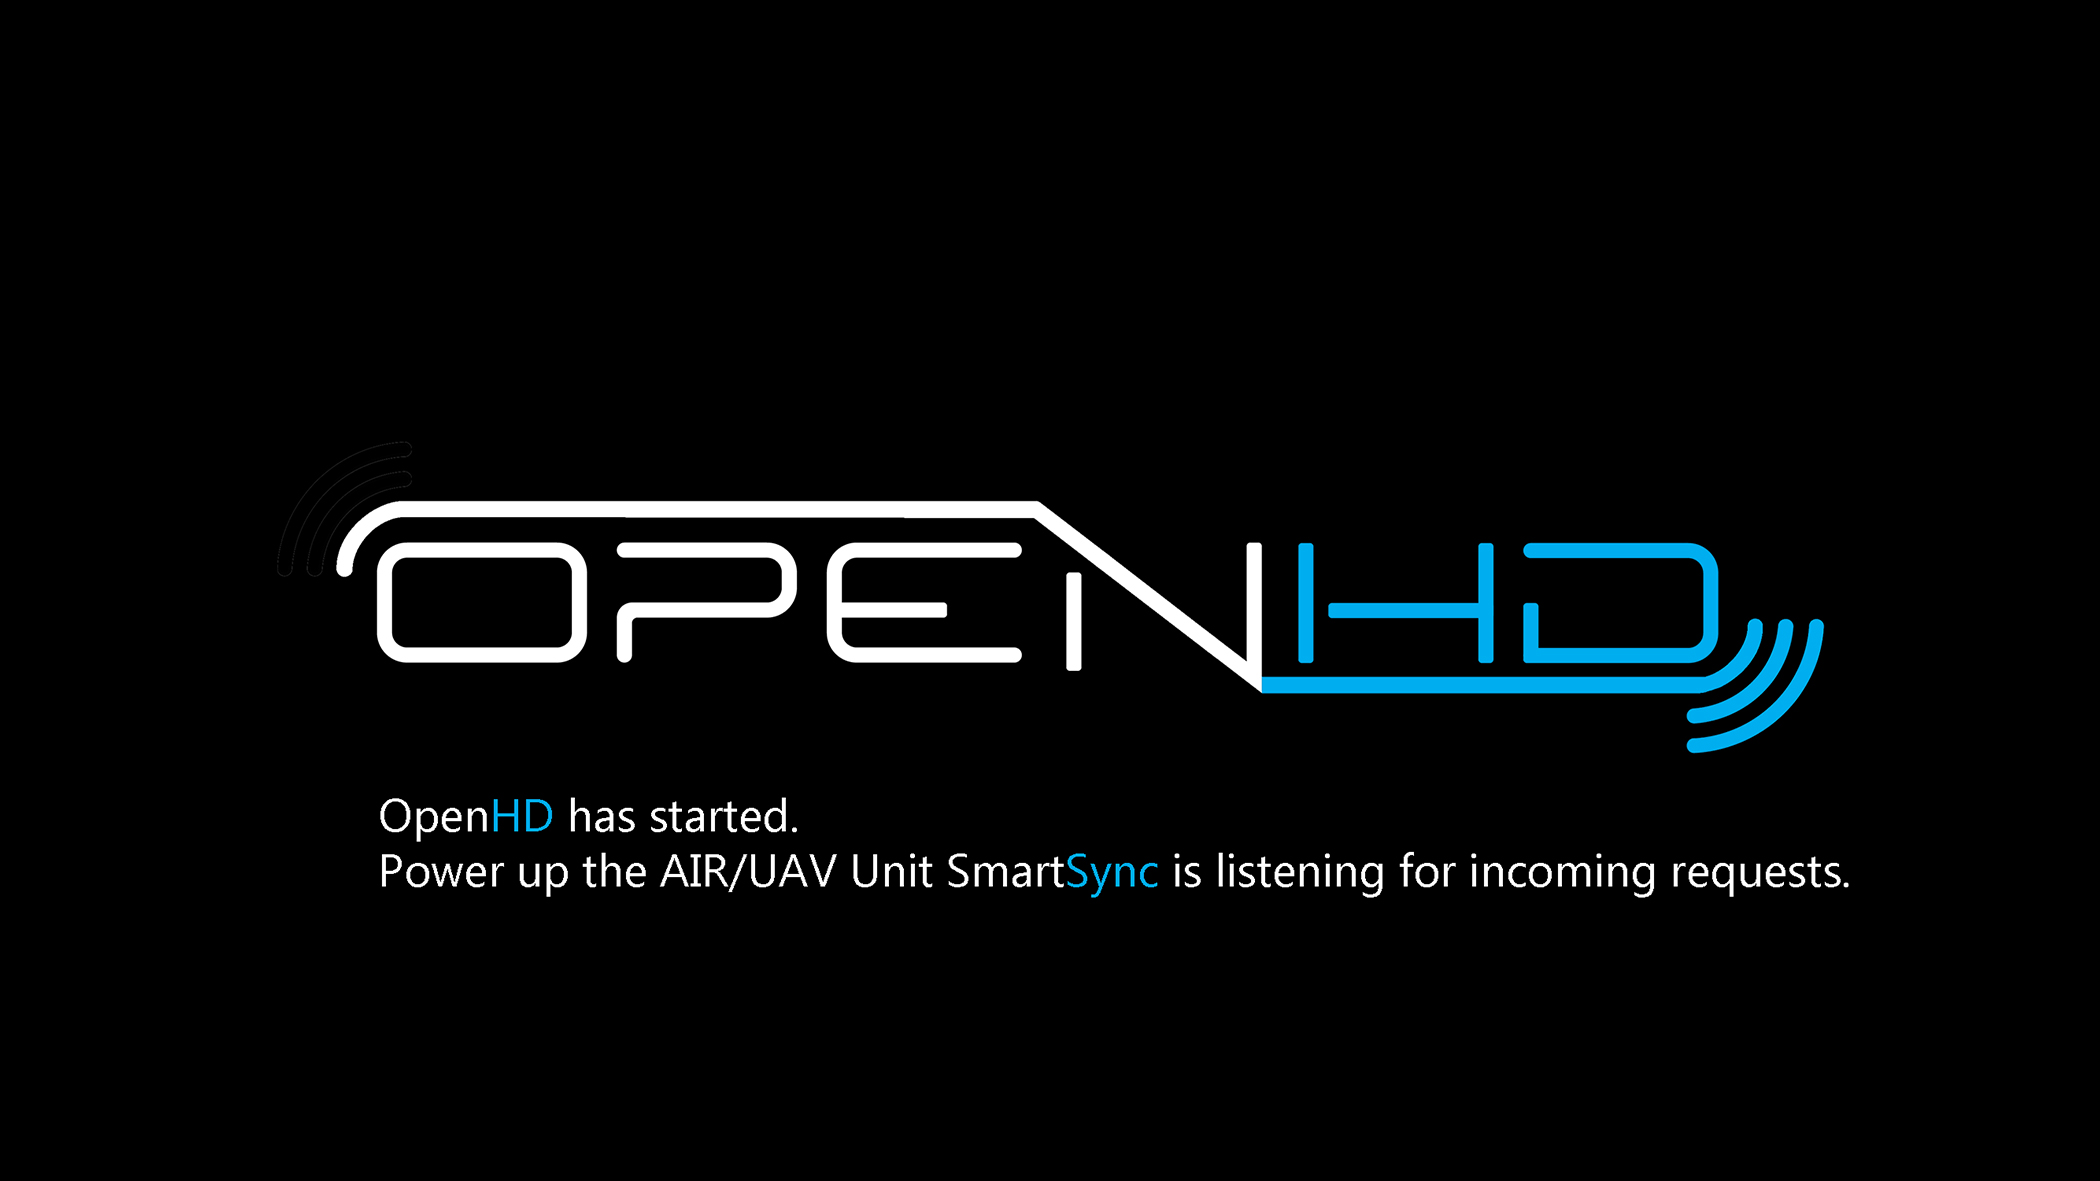 OPENHD
OpenHD has started.
Power up the AIR/UAV Unit SmartSync is listening for incoming requests.